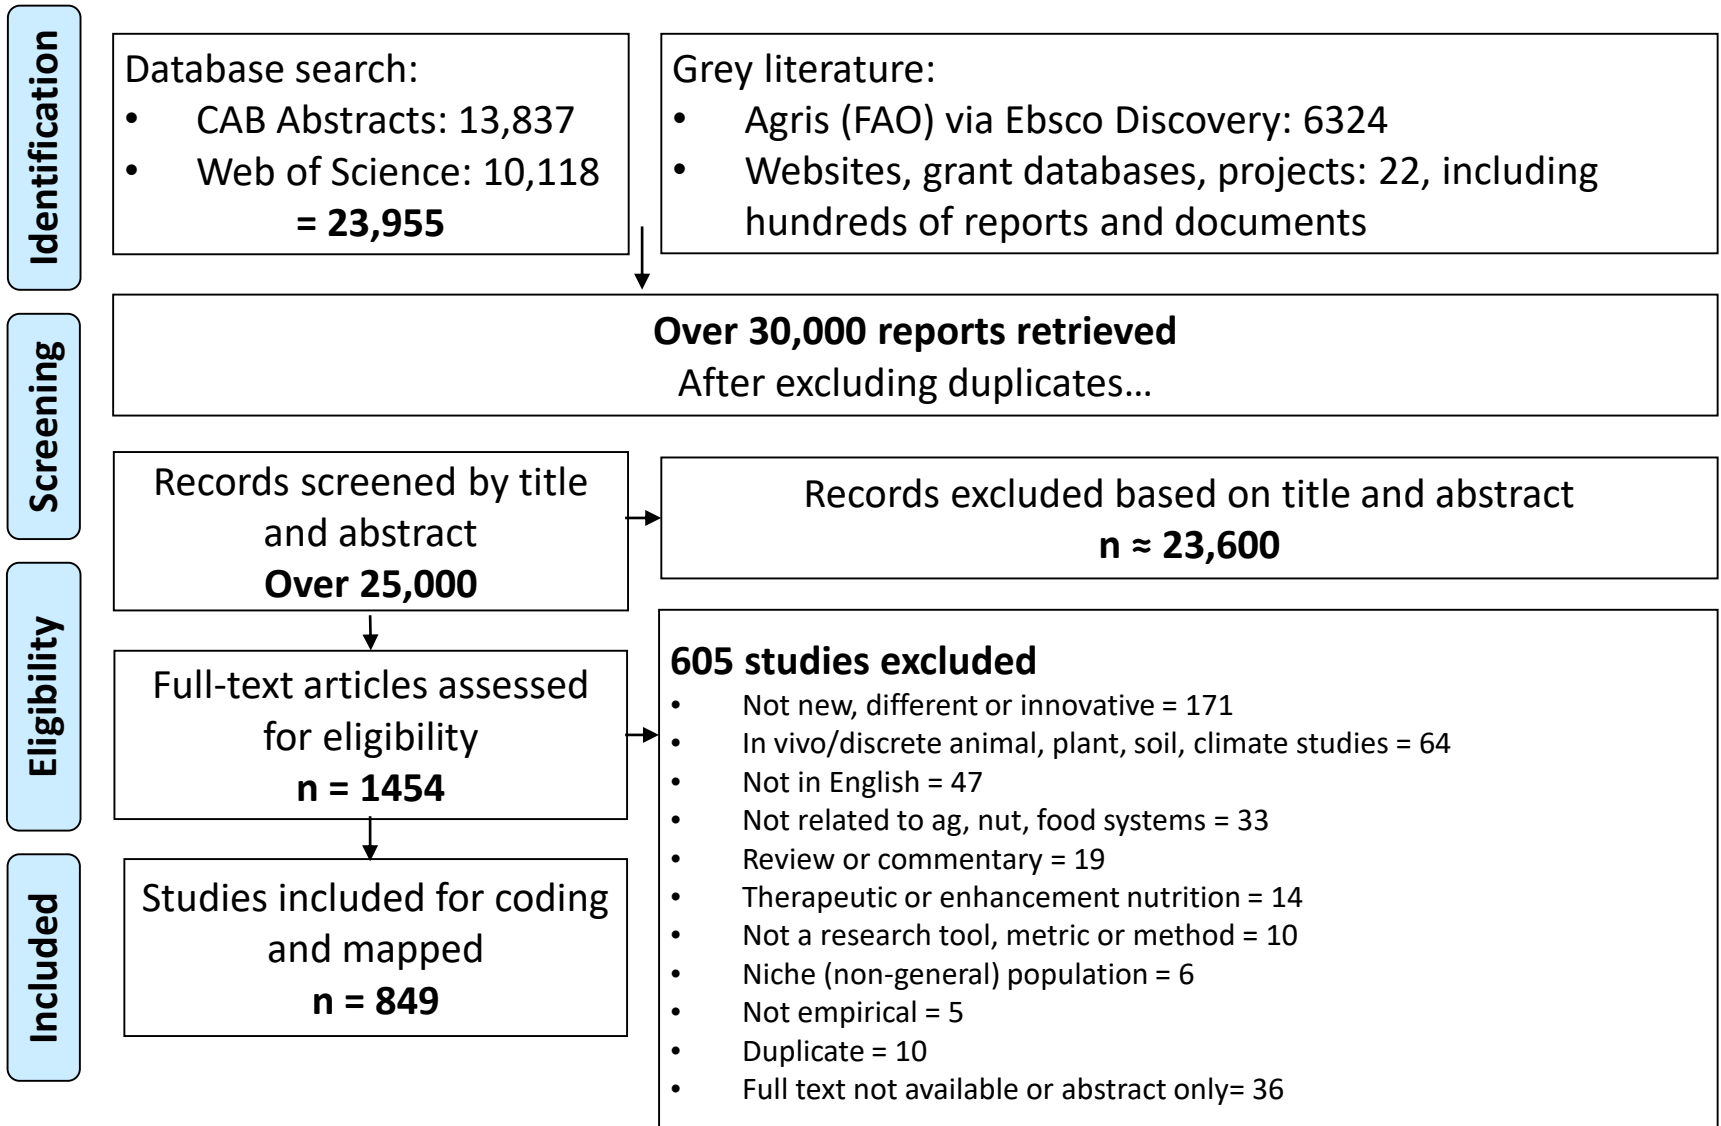 Identification
Database search:
• CAB Abstracts: 13,837
• Web of Science: 10,118
= 23,955
Grey literature:
• Agris (FAO) via Ebsco Discovery: 6324
• Websites, grant databases, projects: 22, including
hundreds of reports and documents
Screening
Over 30,000 reports retrieved
After excluding duplicates…
Records screened by title
and abstract
Over 25,000
Records excluded based on title and abstract
n ≈ 23,600
Eligibility
Full-text articles assessed
for eligibility
n = 1454
605 studies excluded
• Not new, different or innovative = 171
• In vivo/discrete animal, plant, soil, climate studies = 64
• Not in English = 47
• Not related to ag, nut, food systems = 33
• Review or commentary = 19
• Therapeutic or enhancement nutrition = 14
• Not a research tool, metric or method = 10
• Niche (non-general) population = 6
• Not empirical = 5
• Duplicate = 10
• Full text not available or abstract only= 36
Included
Studies included for coding
and mapped
n = 849